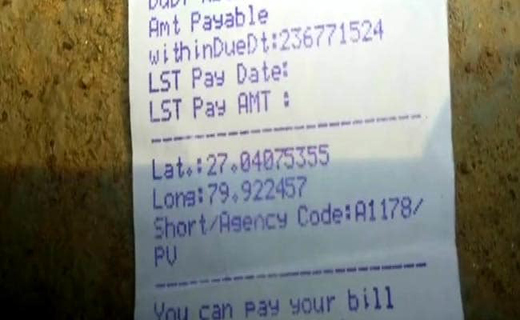 Amt Payable
withinDueDt:236771524
LST Pay Date:
LST Pay AMT :
Lat.:27.04075355
Long:79.922457
Short/Agency Code:A1178/
PV
You can pay your bill